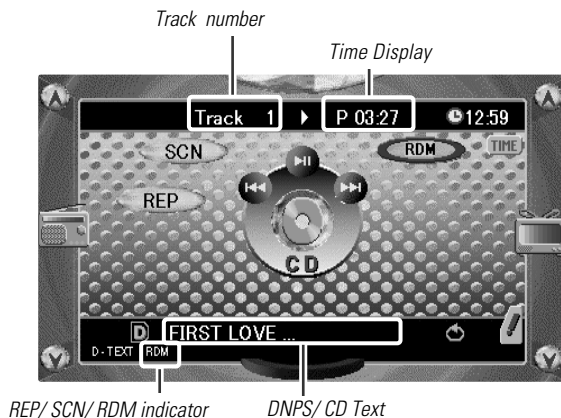 Track number
Time Display
Track 1 P 03:27 12:59
SCN RDM TIME
REP
CD
D FIRST LOVE ...
D-TEXT RDM
REP/ SCN/ RDM indicator DNPS/ CD Text